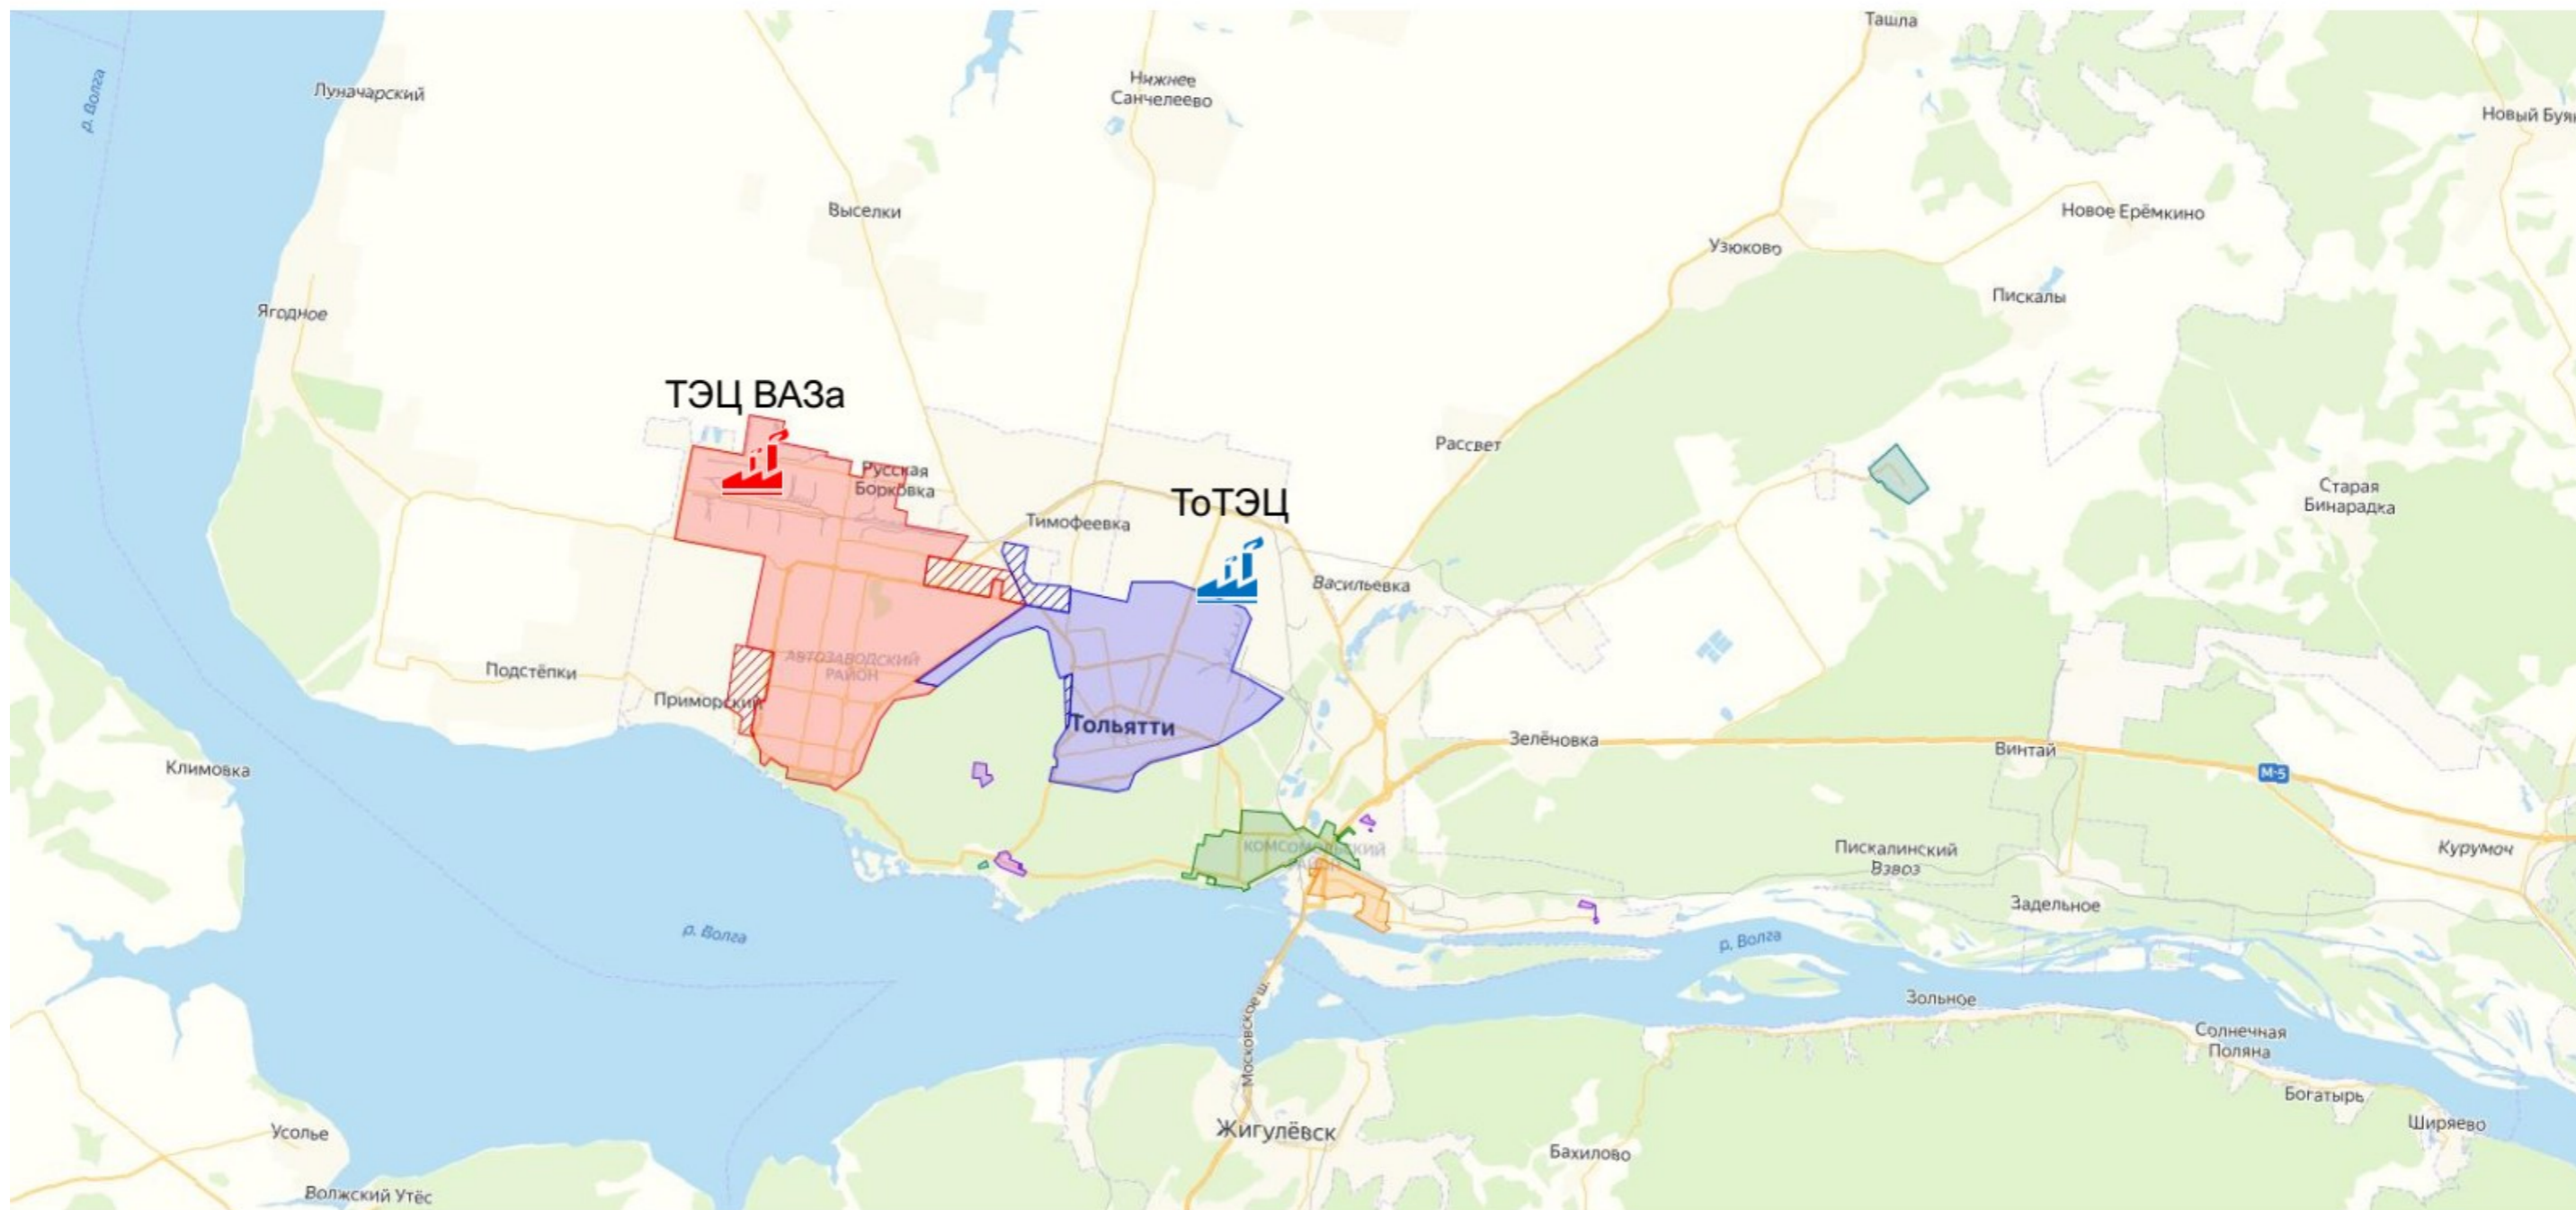 Ташла
р. Волга
Луначарский
Нижнее
Санчелеево
Новый Буян
Выселки
Новое Ерёмкино
Узюково
Пискалы
Ягодное
ТЭЦ ВАЗа
Рассвет
Русская
Борковка
Старая
Бинарадка
ТоТЭЦ
Тимофеевка
Васильевка
АВТОЗАВОДСКИЙ
РАЙОН
Подстёпки
Приморский
Тольятти
Зелёновка
Винтай
М-5
Климовка
КОМСОМОЛЬСКИЙ
РАЙОН
Пискалинский
Взвоз
Курумоч
Задельное
р. Волга
р. Волга
Зольное
Московское ш.
Солнечная
Поляна
Богатырь
Усолье
Жигулёвск
Ширяево
Бахилово
Волжский Утёс